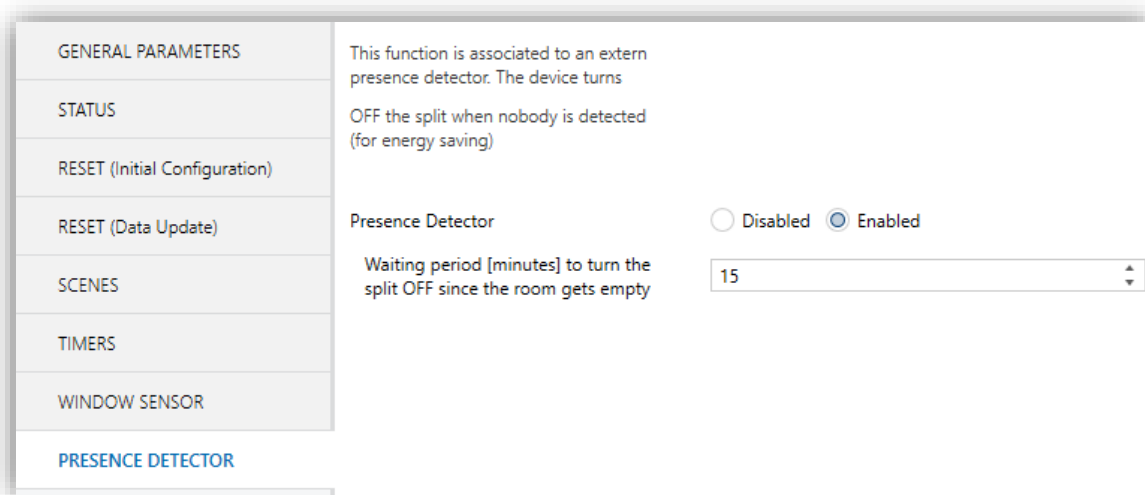 GENERAL PARAMETERS
STATUS
RESET (Initial Configuration)
RESET (Data Update)
SCENES
TIMERS
WINDOW SENSOR
PRESENCE DETECTOR
This function is associated to an extern
presence detector. The device turns
OFF the split when nobody is detected
(for energy saving)
Presence Detector
Disabled
Enabled
Waiting period [minutes] to turn the
split OFF since the room gets empty
15